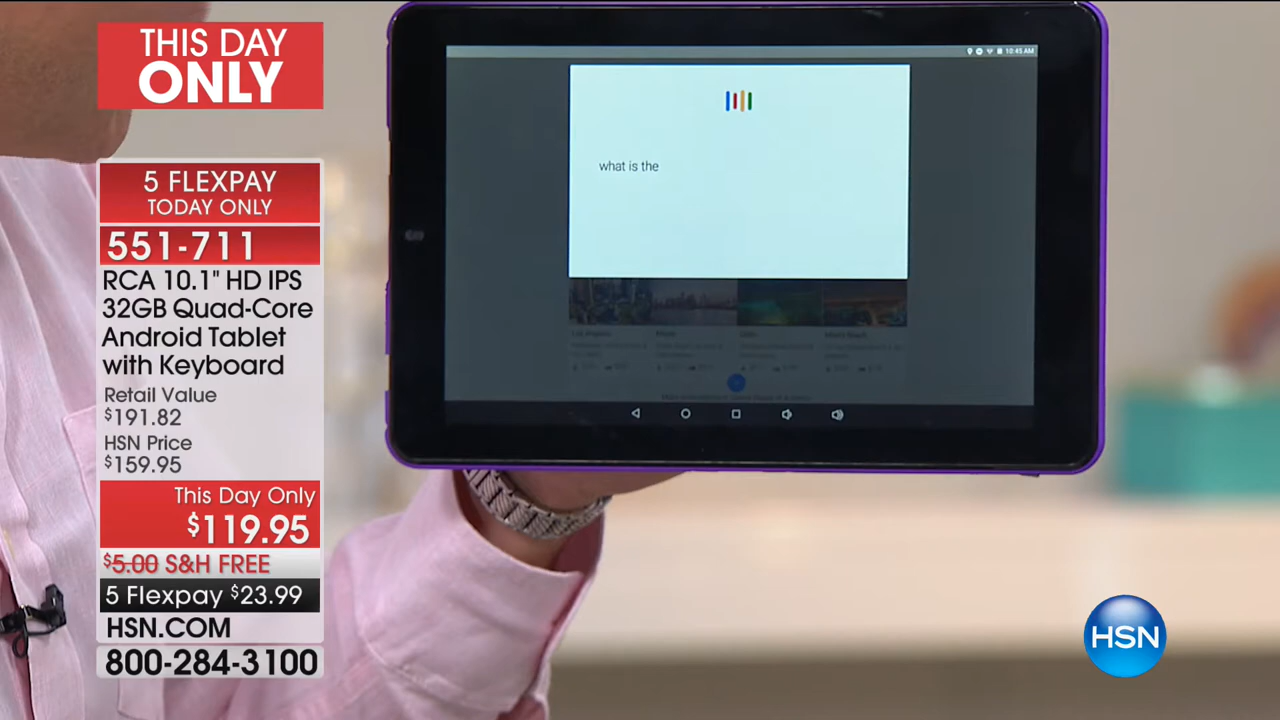 THIS DAY
ONLY
5 FLEXPAY
TODAY ONLY
551-711
RCA 10.1" HD IPS
32GB Quad-Core
Android Tablet
with Keyboard
Retail Value
$191.82
HSN Price
$159.95
This Day Only
$119.95
$5.00 S&H FREE
5 Flexpay $23.99
HSN.COM
800-284-3100
10:45 AM
what is the
HSN